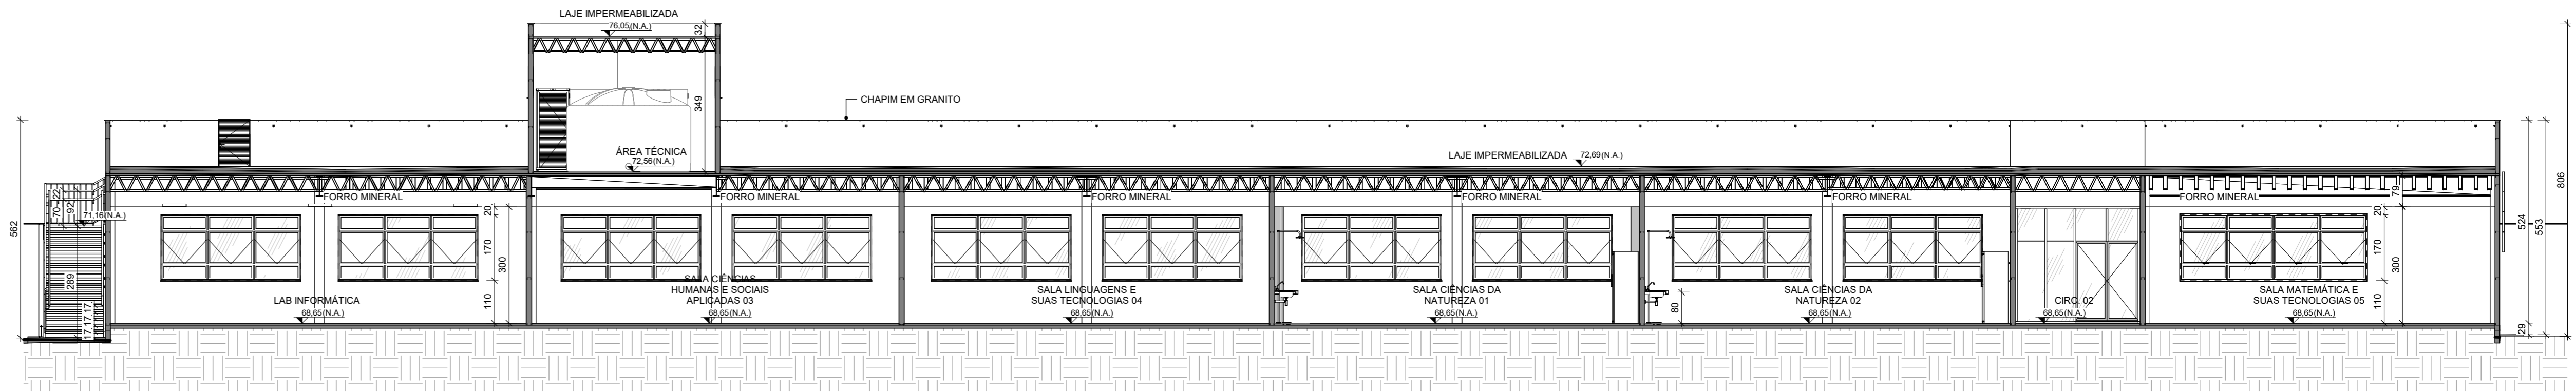 LAJE IMPERMEABILIZADA
76,05(N.A.)
32
349
CHAPIM EM GRANITO
ÁREA TÉCNICA
72,56(N.A.)
LAJE IMPERMEABILIZADA
72,69(N.A.)
806
562
524
553
79
FORRO MINERAL
FORRO MINERAL
FORRO MINERAL
FORRO MINERAL
FORRO MINERAL
FORRO MINERAL
70
22
92
71,16(N.A.)
289
17 17 17
20
170
300
110
LAB INFORMÁTICA
68,65(N.A.)
SALA CIÊNCIAS
HUMANAS E SOCIAIS
APLICADAS 03
68,65(N.A.)
SALA LINGUAGENS E
SUAS TECNOLOGIAS 04
68,65(N.A.)
SALA CIÊNCIAS DA
NATUREZA 01
68,65(N.A.)
80
SALA CIÊNCIAS DA
NATUREZA 02
68,65(N.A.)
CIRC. 02
68,65(N.A.)
SALA MATEMÁTICA E
SUAS TECNOLOGIAS 05
68,65(N.A.)
20
170
300
110
29